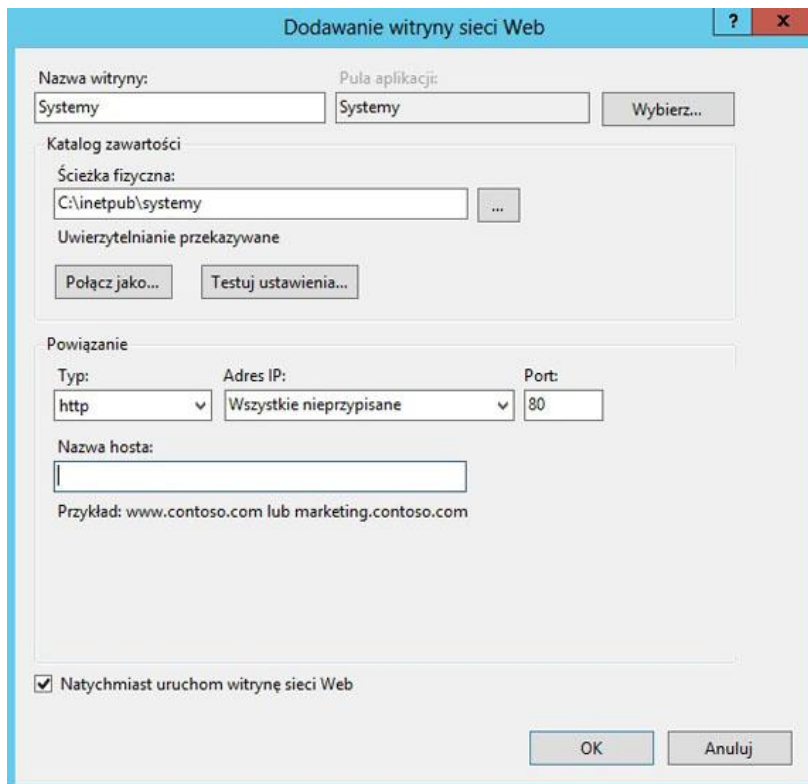 Dodawanie witryny sieci Web
? x
Nazwa witryny: Pula aplikacji:
Systemy Systemy Wybierz...
Katalog zawartości
Ścieżka fizyczna:
C:\inetpub\systemy ...
Uwierzytelnianie przekazywane
Połącz jako... Testuj ustawienia...
Powiązanie
Typ: Adres IP: Port:
http Wszystkie nieprzypisane 80
Nazwa hosta:
Przykład: www.contoso.com lub marketing.contoso.com
Natychmiast uruchom witrynę sieci Web
OK Anuluj